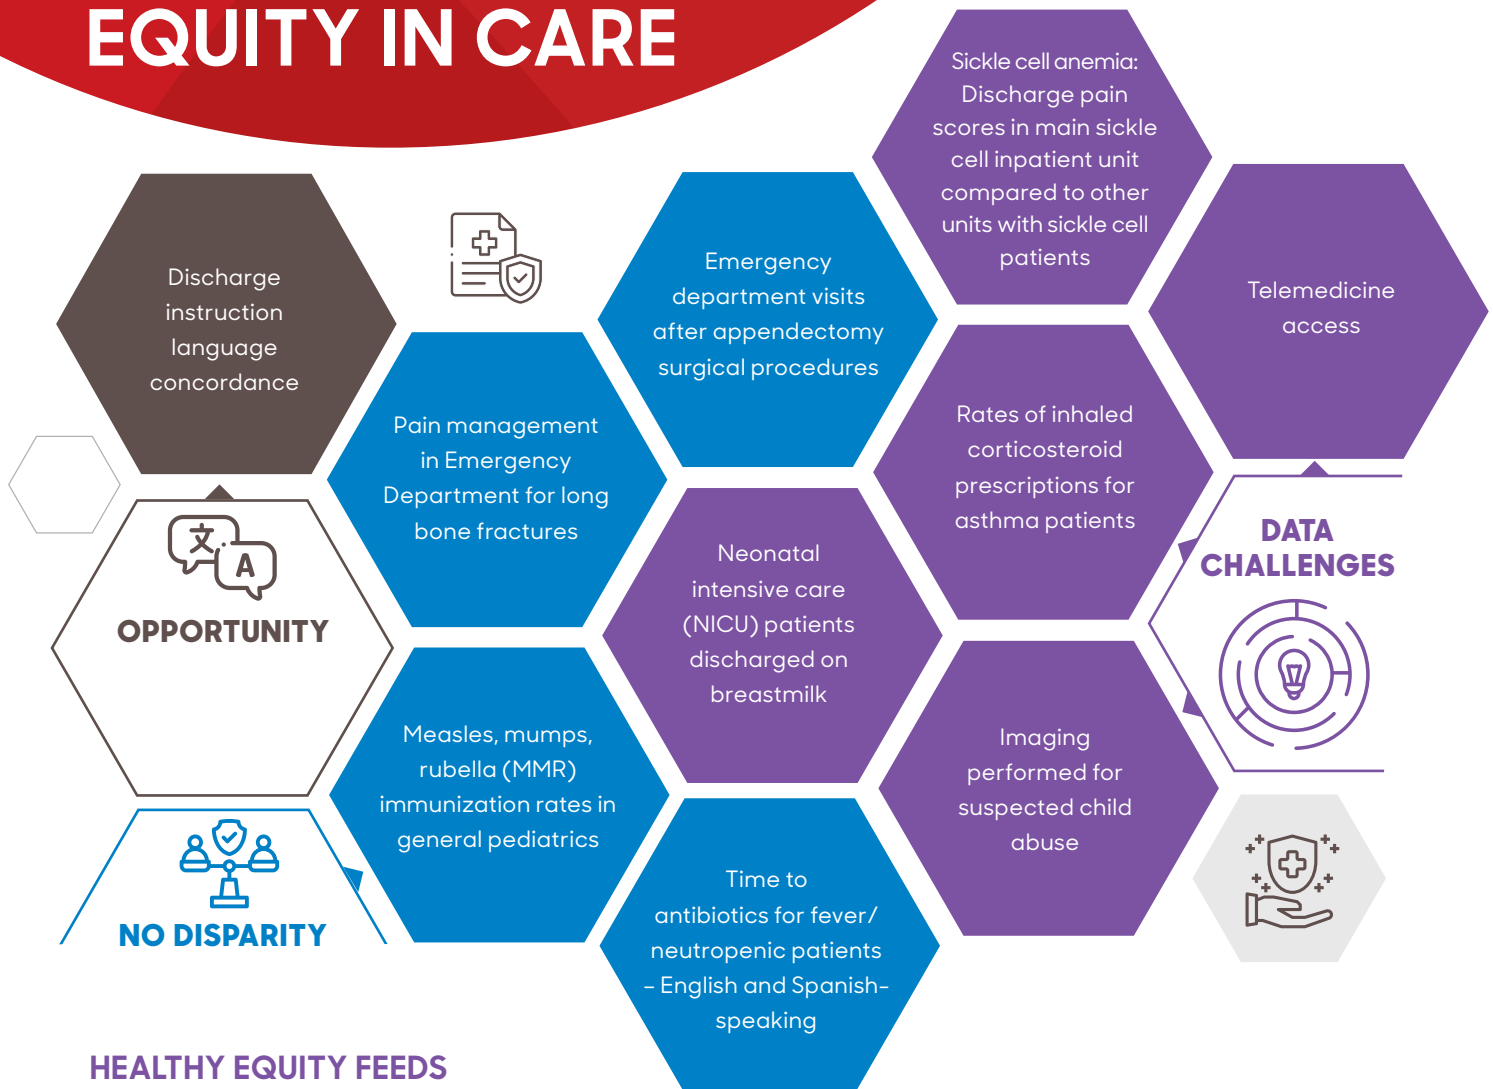 EQUITY IN CARE
Sickle cell anemia:
Discharge pain
scores in main sickle
cell inpatient unit
compared to other
units with sickle cell
patients
Discharge
instruction
language
concordance
Emergency
department visits
after appendectomy
surgical procedures
Telemedicine
access
Pain management
in Emergency
Department for long
bone fractures
Rates of inhaled
corticosteroid
prescriptions for
asthma patients
文
A
OPPORTUNITY
Neonatal
intensive care
(NICU) patients
discharged on
breastmilk
DATA
CHALLENGES
Measles, mumps,
rubella (MMR)
immunization rates in
general pediatrics
Imaging
performed for
suspected child
abuse
NO DISPARITY
Time to
antibiotics for fever/
neutropenic patients
– English and Spanish-
speaking
HEALTHY EQUITY FEEDS